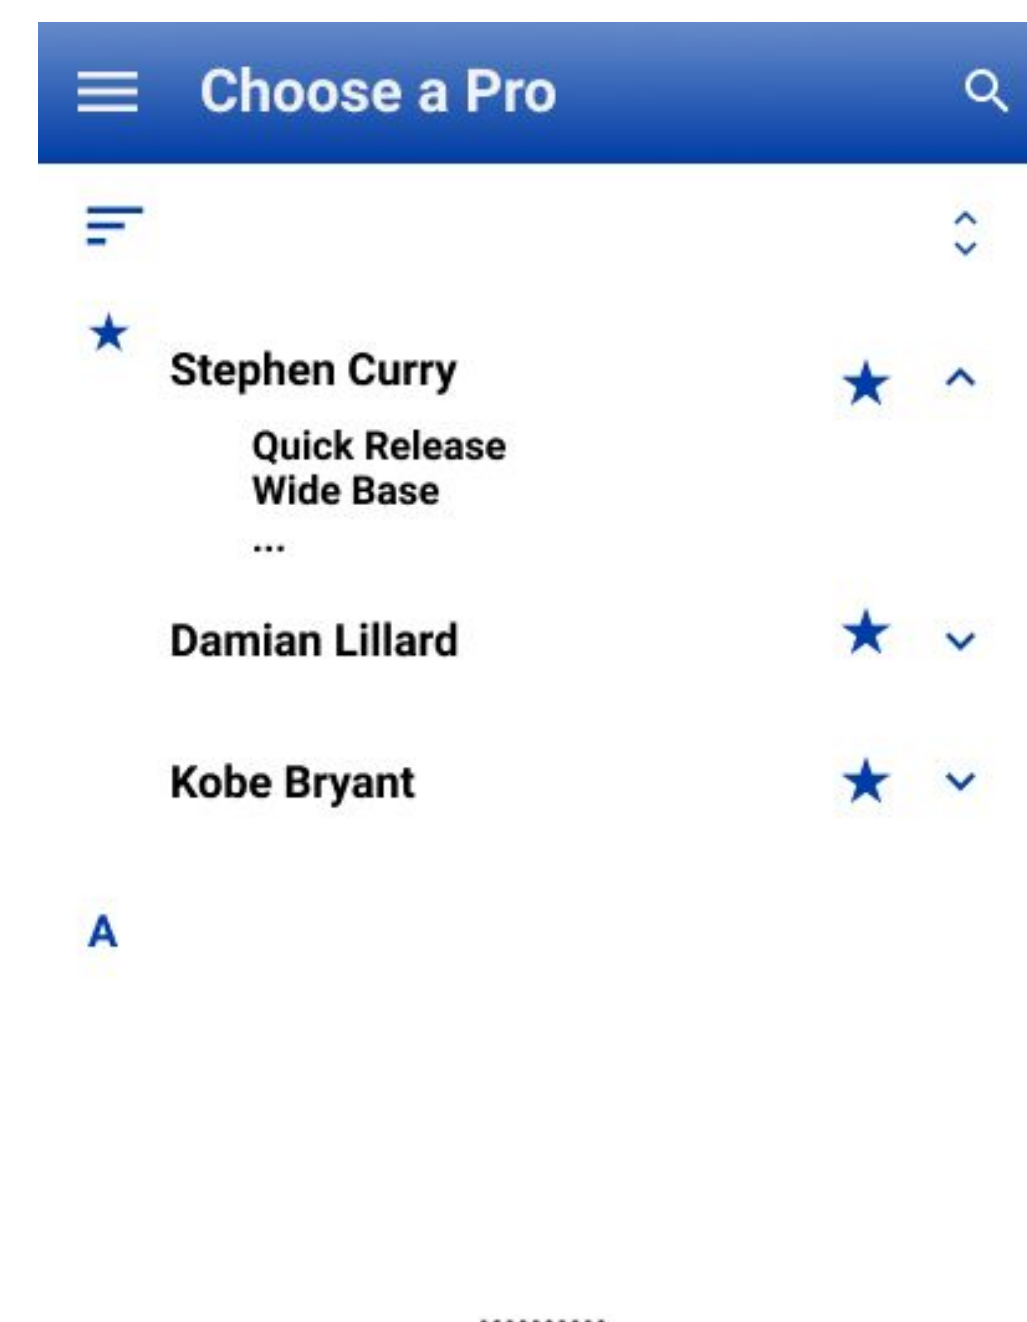 Choose a Pro
Stephen Curry
Quick Release
Wide Base
...
Damian Lillard
Kobe Bryant
A